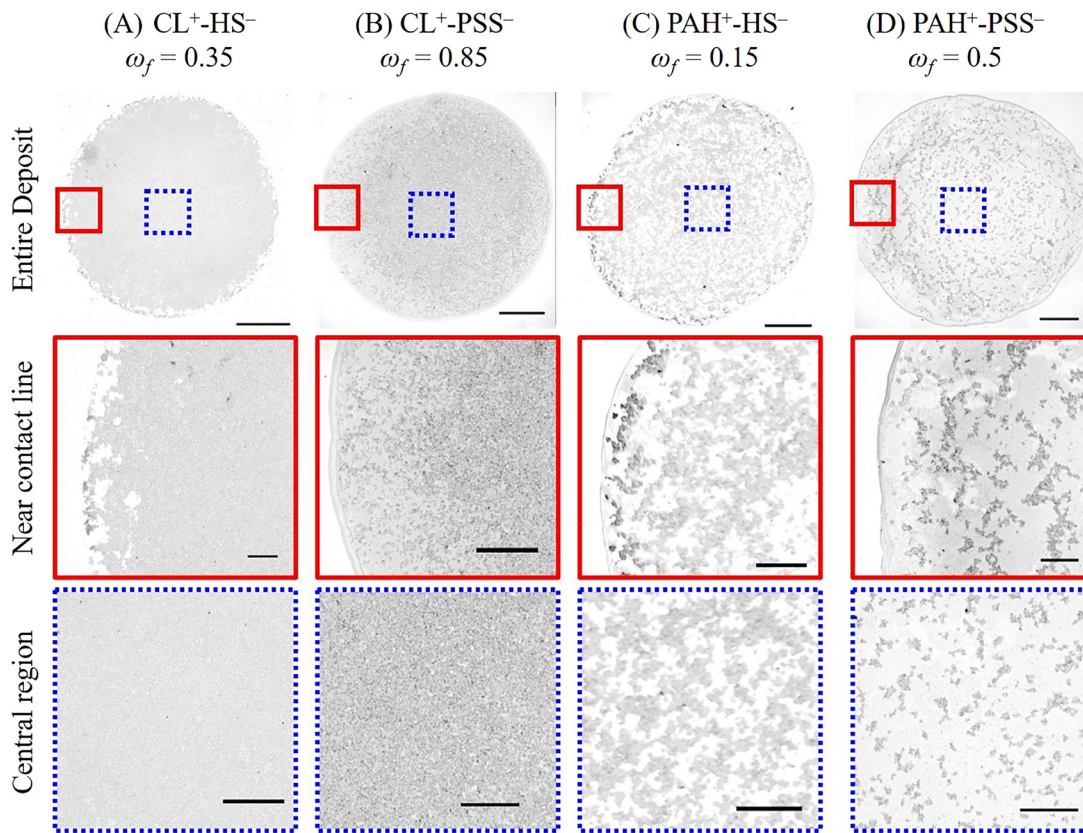 (A) CL⁺-HS⁻
ω_f = 0.35
(B) CL⁺-PSS⁻
ω_f = 0.85
(C) PAH⁺-HS⁻
ω_f = 0.15
(D) PAH⁺-PSS⁻
ω_f = 0.5
Entire Deposit
Near contact line
Central region